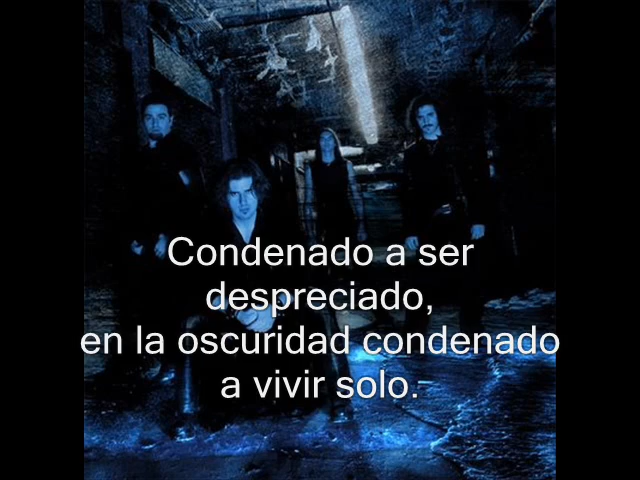 Condenado a ser
despreciado,
en la oscuridad condenado
a vivir solo.